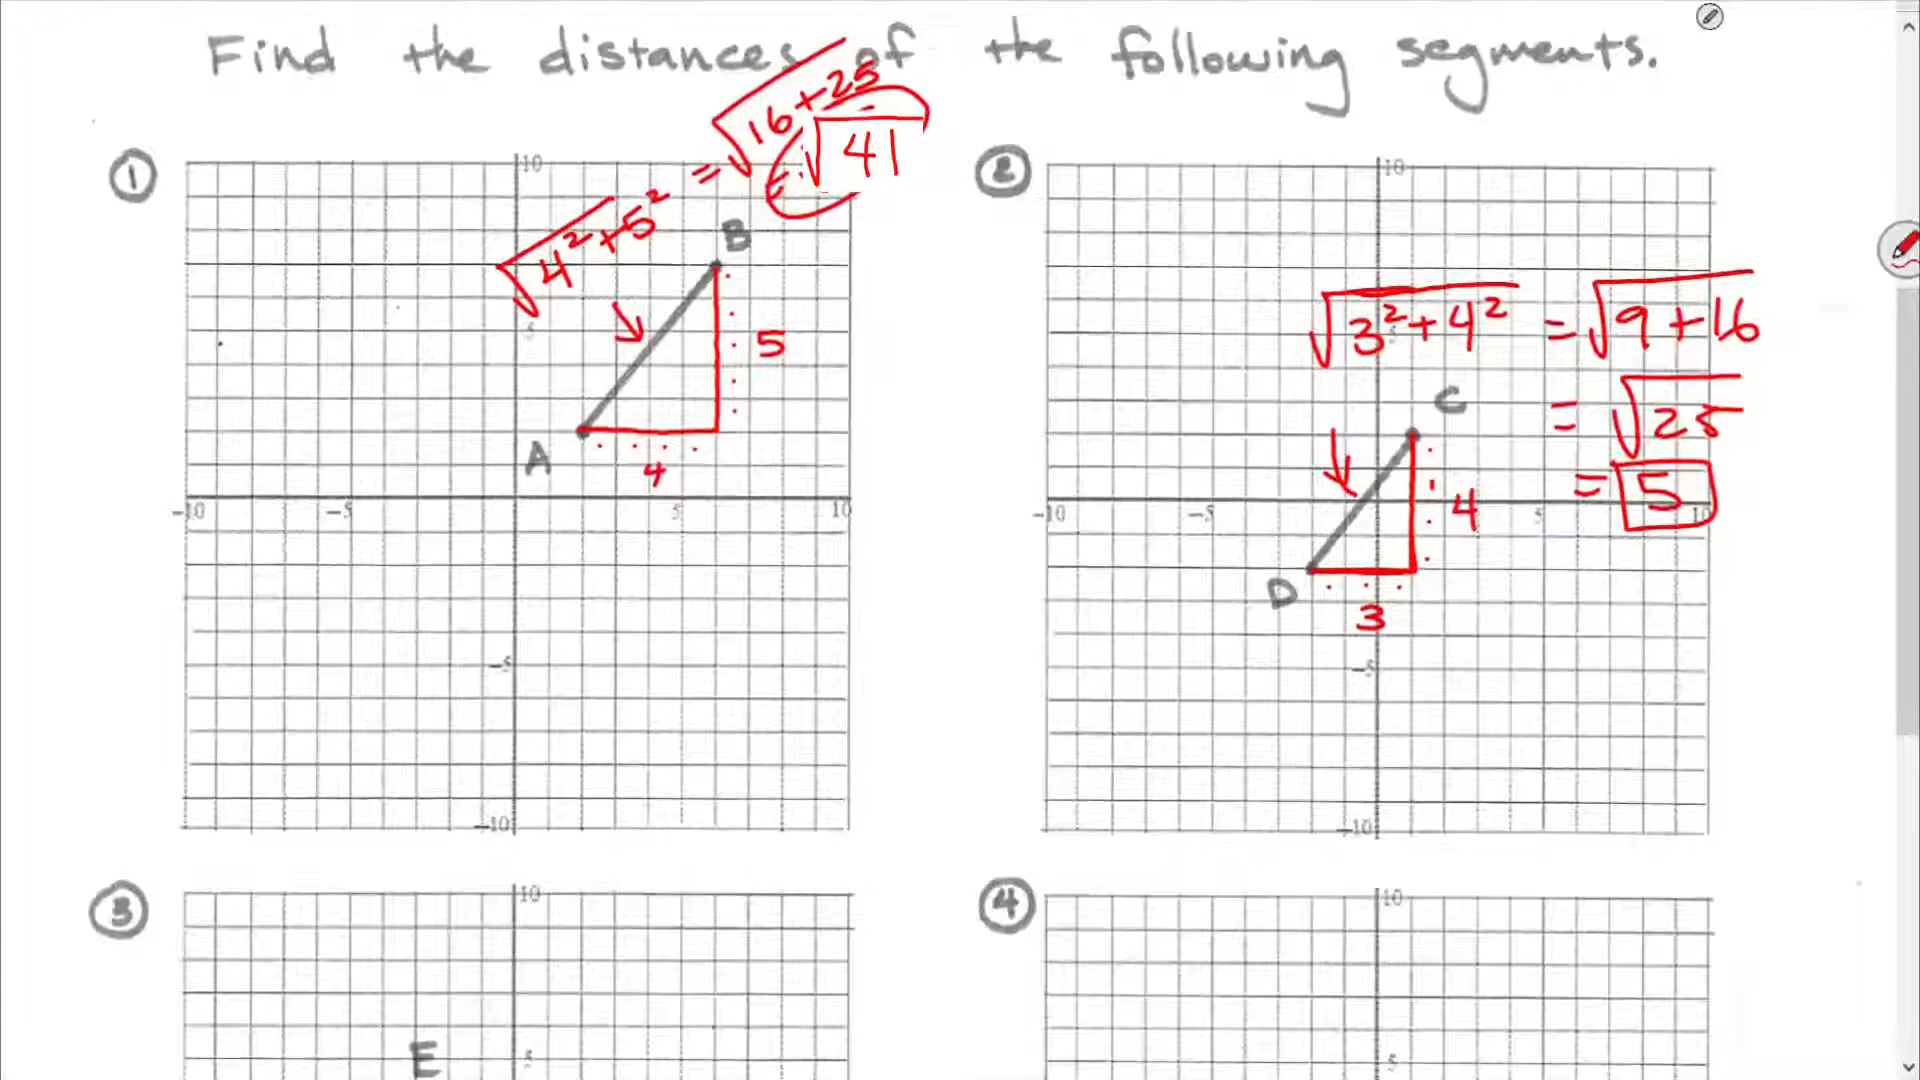 Find the distances of the following segments.
①
10
√4² + 5² = √16 + 25
= √41
B
5
5
A
4
-10 -5 5 10
-5
-10
②
10
√3² + 4² = √9 + 16
C
= √25
= 5
4
-10 -5 5 10
D
3
-5
-10
③
10
E
5
④
10
5